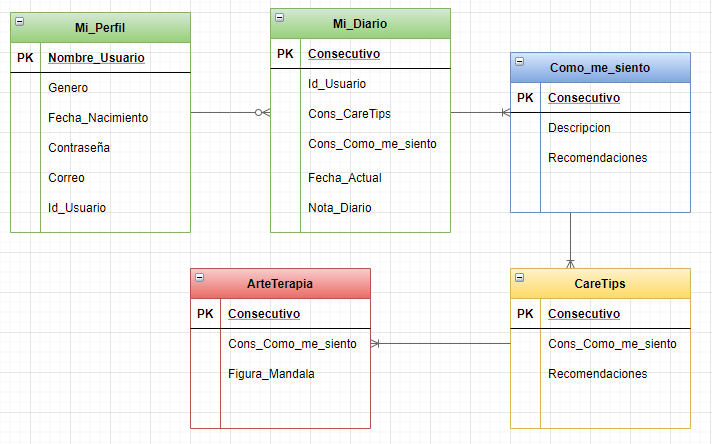 Mi_Perfil
PK Nombre_Usuario
Genero
Fecha_Nacimiento
Contraseña
Correo
Id_Usuario
Mi_Diario
PK Consecutivo
Id_Usuario
Cons_CareTips
Cons_Como_me_siento
Fecha_Actual
Nota_Diario
Como_me_siento
PK Consecutivo
Descripcion
Recomendaciones
ArteTerapia
PK Consecutivo
Cons_Como_me_siento
Figura_Mandala
CareTips
PK Consecutivo
Cons_Como_me_siento
Recomendaciones